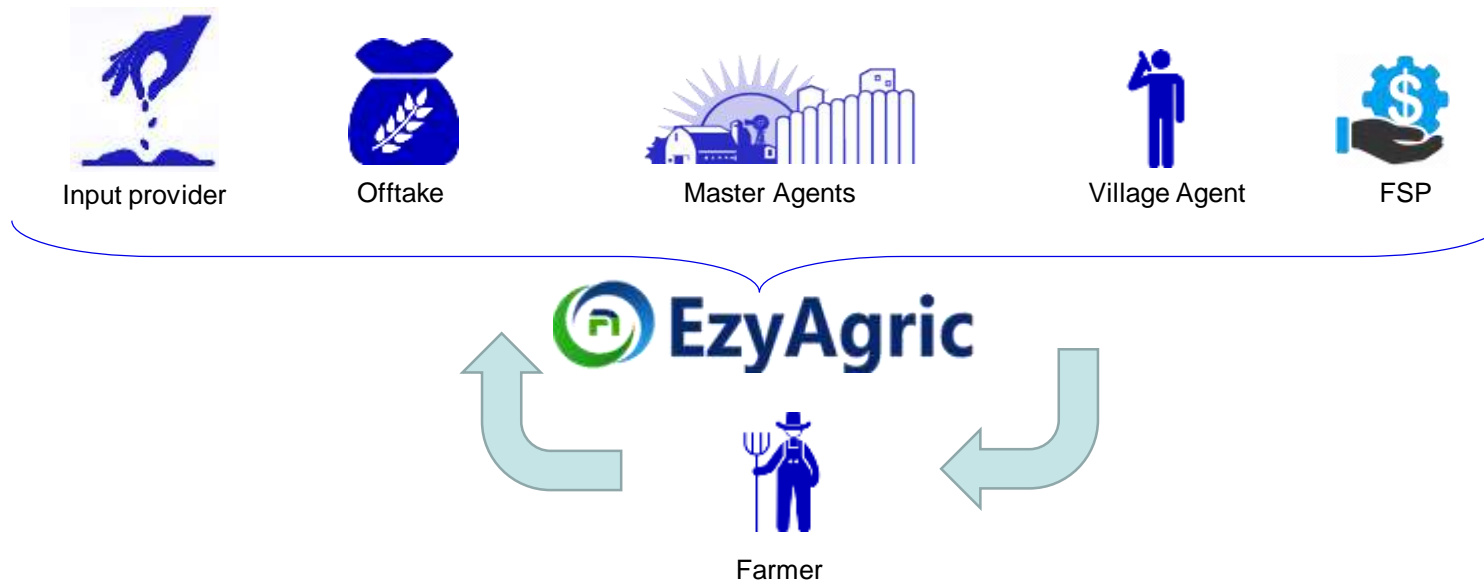 Input provider
Offtake
Master Agents
Village Agent
FSP
EzyAgric
Farmer